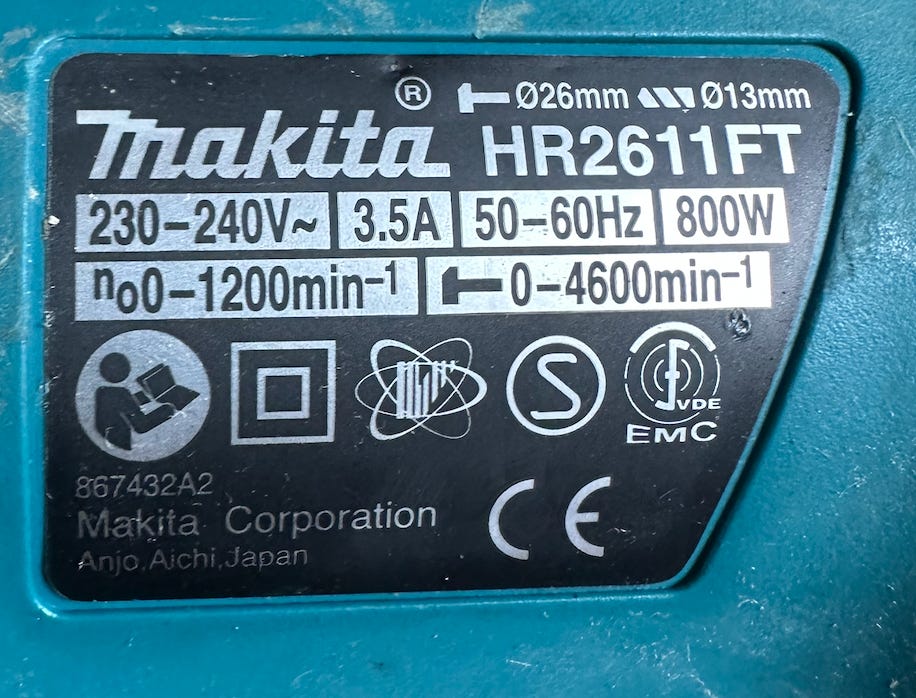 makita® Ø26mm Ø13mm
HR2611FT
230-240V~ 3.5A 50-60Hz 800W
no0-1200min-1 0-4600min-1
S
VDE
EMC
867432A2
Makita Corporation
Anjo,Aichi,Japan
CE